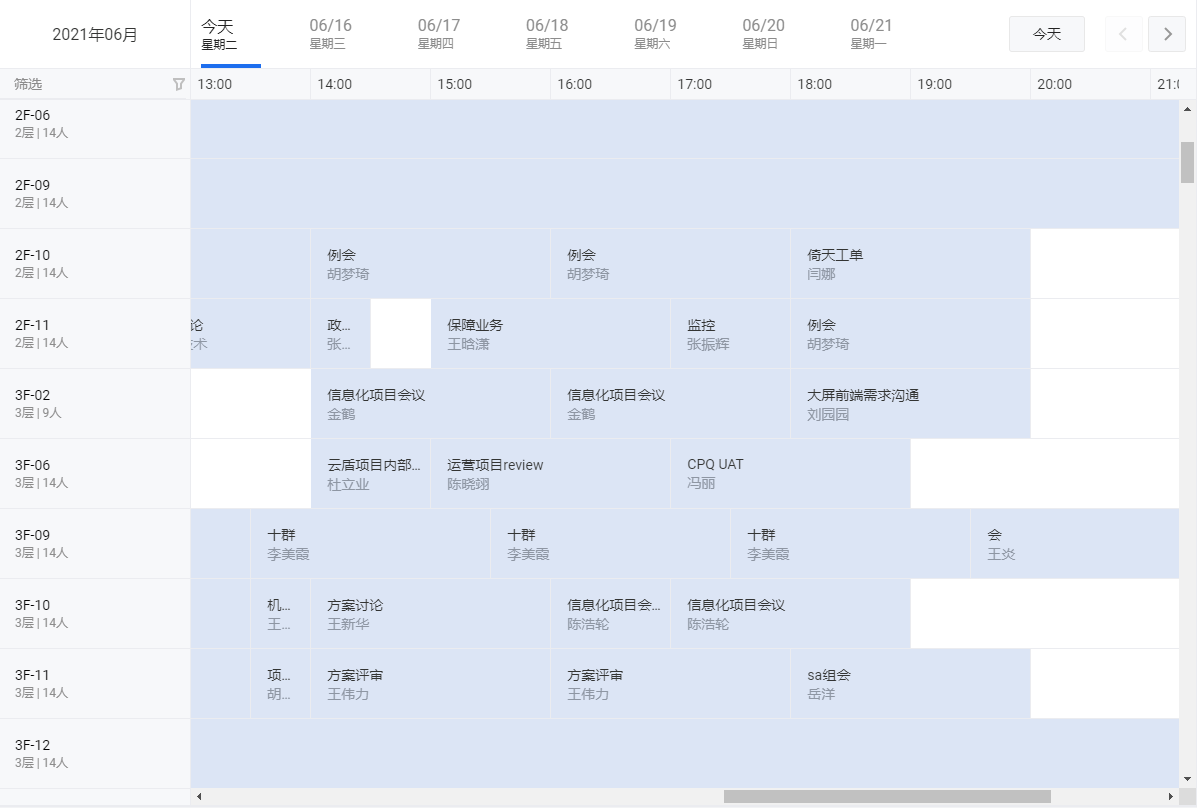 2021年06月
今天 06/16 06/17 06/18 06/19 06/20 06/21 今天
星期二 星期三 星期四 星期五 星期六 星期日 星期一
筛选 13:00 14:00 15:00 16:00 17:00 18:00 19:00 20:00
2F-06
2层 | 14人
2F-09
2层 | 14人
2F-10 例会 例会 倚天工单
2层 | 14人 胡梦琦 胡梦琦 闫娜
2F-11 论 政... 保障业务 监控 例会
2层 | 14人 术 张... 王晗潇 张振辉 胡梦琦
3F-02 信息化项目会议 信息化项目会议 大屏前端需求沟通
3层 | 9人 金鹤 金鹤 刘园园
3F-06 云盾项目内部... 运营项目review CPQ UAT
3层 | 14人 杜立业 陈晓翊 冯丽
3F-09 十群 十群 十群 会
3层 | 14人 李美霞 李美霞 李美霞 王炎
3F-10 机... 方案讨论 信息化项目会... 信息化项目会议
3层 | 14人 王... 王新华 陈浩轮 陈浩轮
3F-11 项... 方案评审 方案评审 sa组会
3层 | 14人 胡... 王伟力 王伟力 岳洋
3F-12
3层 | 14人